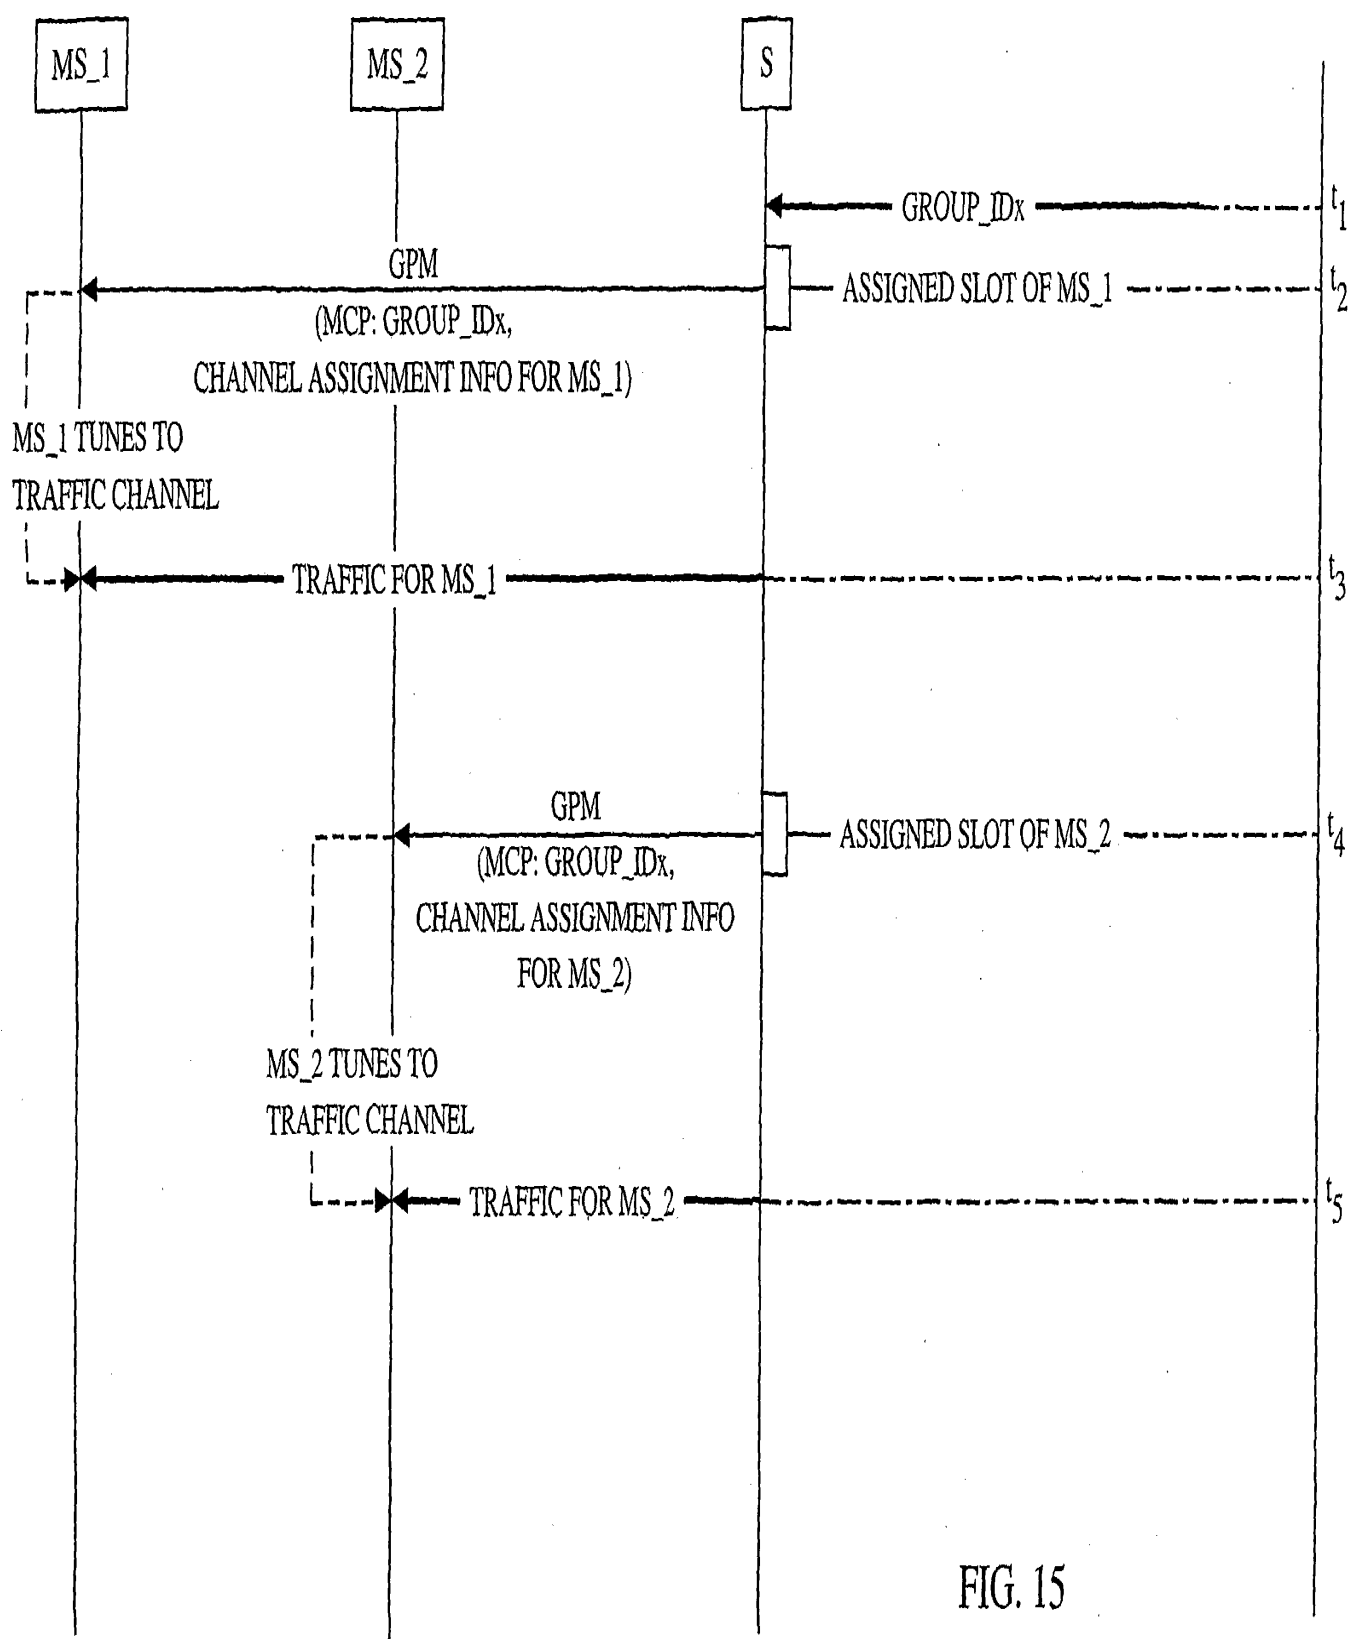 MS_1
MS_2
S
GROUP_IDx
t1
GPM
ASSIGNED SLOT OF MS_1
t2
(MCP: GROUP_IDx,
CHANNEL ASSIGNMENT INFO FOR MS_1)
MS_1 TUNES TO
TRAFFIC CHANNEL
TRAFFIC FOR MS_1
t3
GPM
ASSIGNED SLOT OF MS_2
t4
(MCP: GROUP_IDx,
CHANNEL ASSIGNMENT INFO
FOR MS_2)
MS_2 TUNES TO
TRAFFIC CHANNEL
TRAFFIC FOR MS_2
t5
FIG. 15